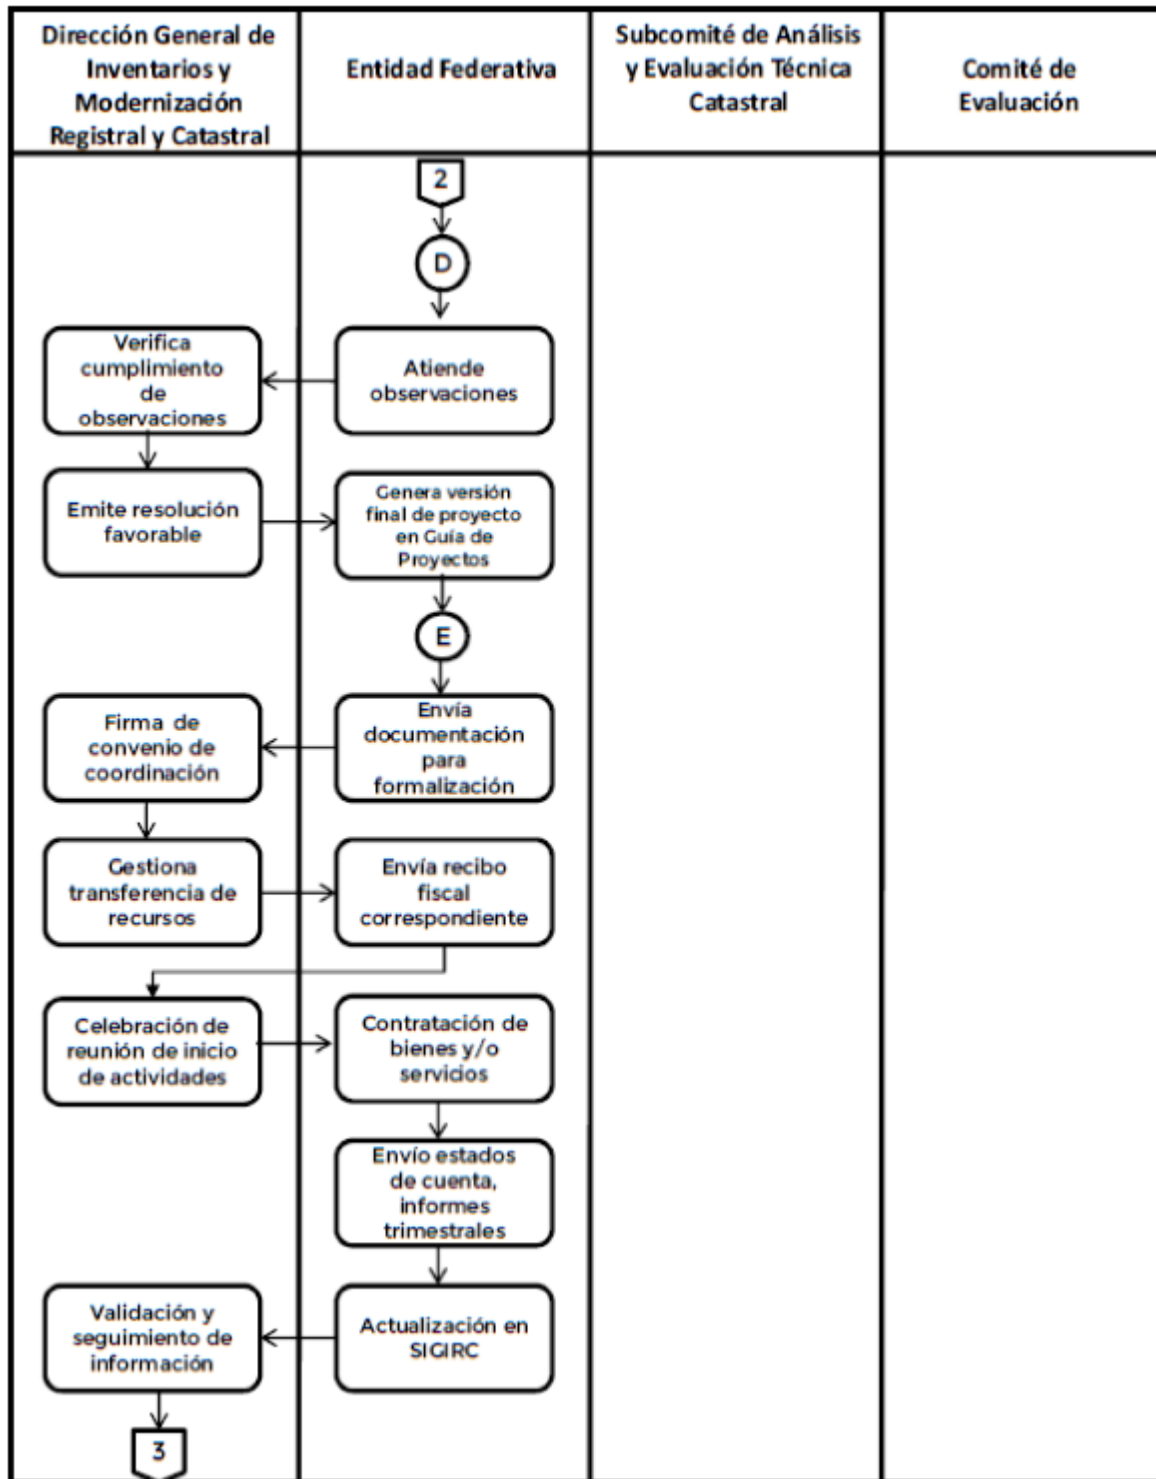 Dirección General de
Inventarios y
Modernización
Registral y Catastral
Entidad Federativa
Subcomité de Análisis
y Evaluación Técnica
Catastral
Comité de
Evaluación
2
D
Verifica
cumplimiento
de
observaciones
Atiende
observaciones
Emite resolución
favorable
Genera versión
final de proyecto
en Guía de
Proyectos
E
Firma de
convenio de
coordinación
Envía
documentación
para
formalización
Gestiona
transferencia de
recursos
Envía recibo
fiscal
correspondiente
Celebración de
reunión de inicio
de actividades
Contratación de
bienes y/o
servicios
Envío estados
de cuenta,
informes
trimestrales
Validación y
seguimiento de
información
Actualización en
SIGIRC
3